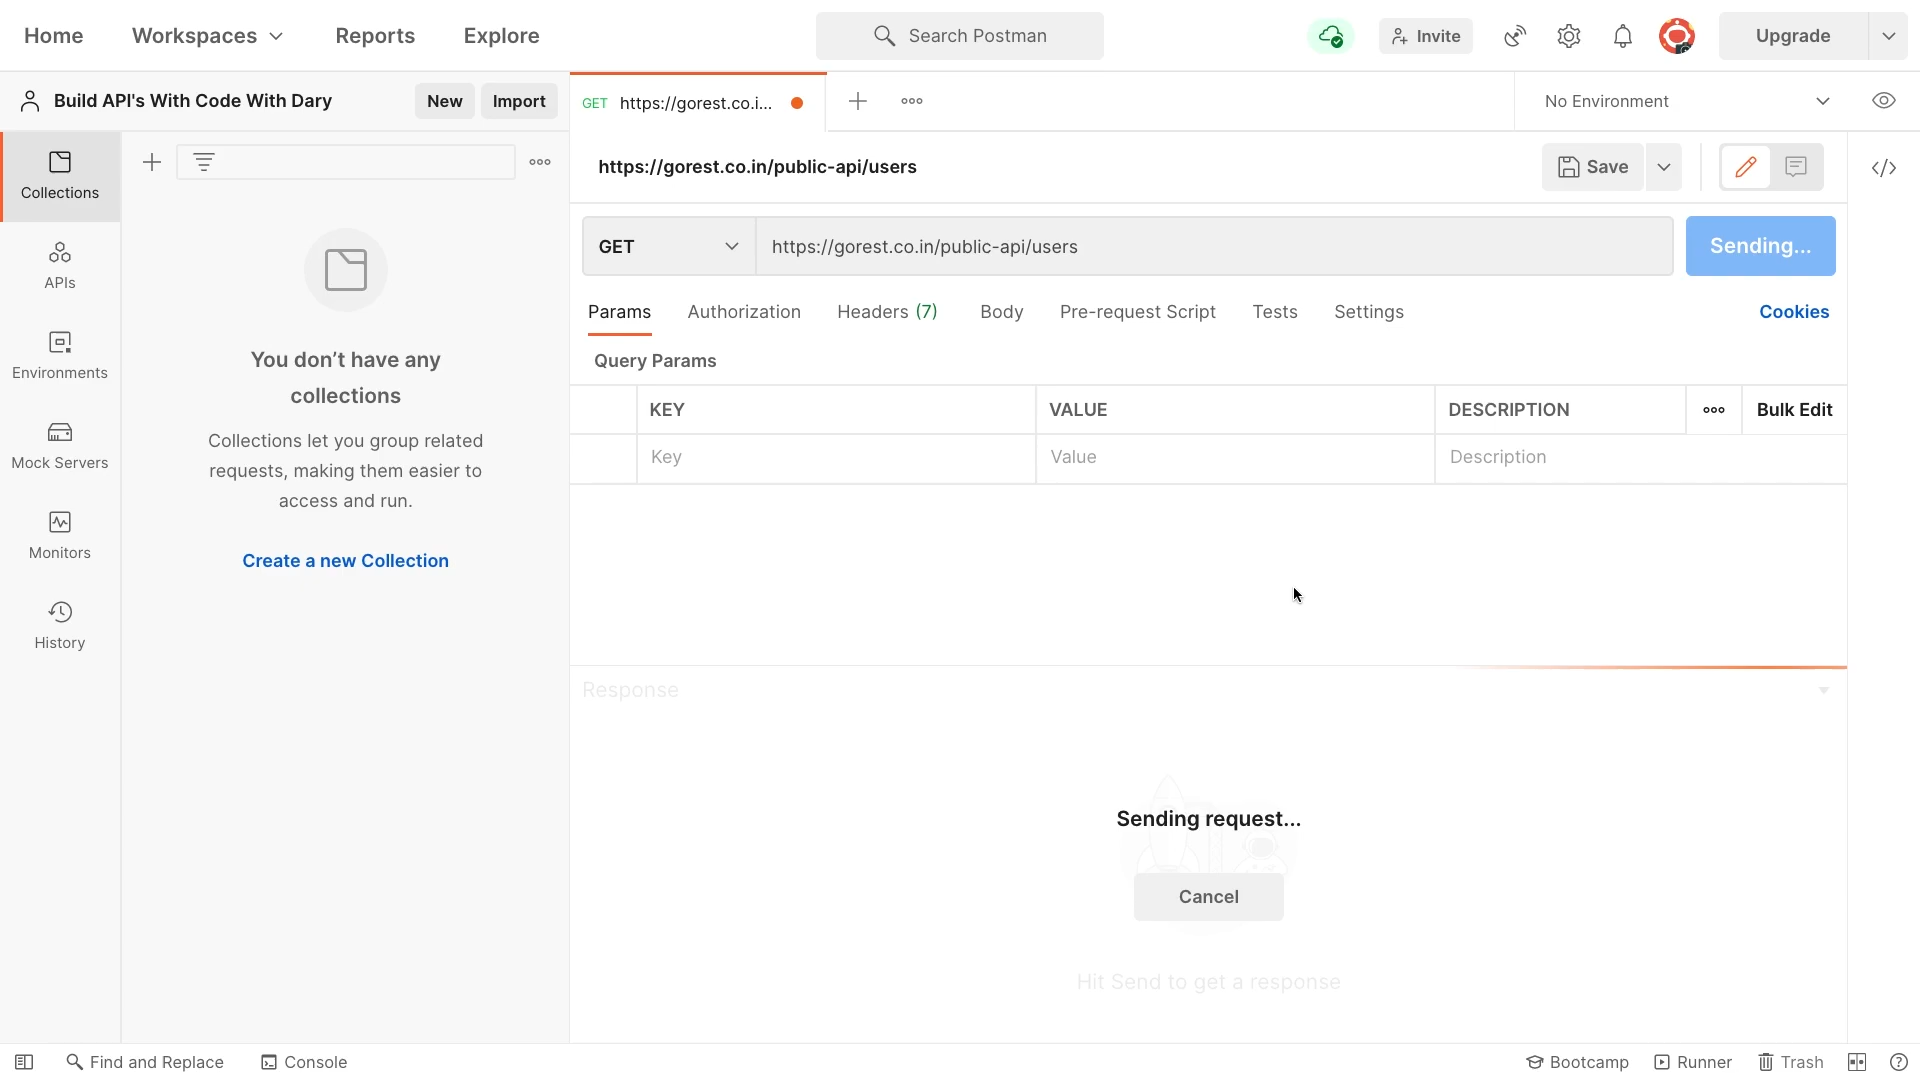 Home
Workspaces
Reports
Explore
Search Postman
Invite
Upgrade
Build API's With Code With Dary
New
Import
GET https://gorest.co.i...
No Environment
Collections
APIs
Environments
Mock Servers
Monitors
History
You don’t have any
collections
Collections let you group related
requests, making them easier to
access and run.
Create a new Collection
https://gorest.co.in/public-api/users
Save
GET
https://gorest.co.in/public-api/users
Sending...
Params
Authorization
Headers (7)
Body
Pre-request Script
Tests
Settings
Cookies
Query Params
KEY
VALUE
DESCRIPTION
Bulk Edit
Key
Value
Description
Response
Sending request...
Cancel
Hit Send to get a response
Find and Replace
Console
Bootcamp
Runner
Trash